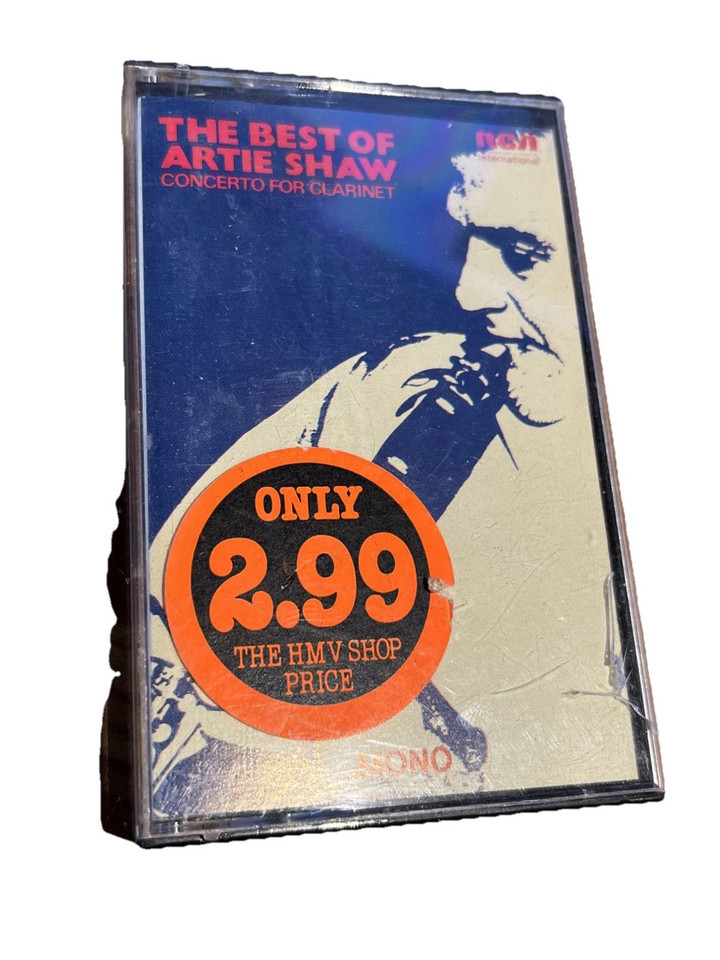 THE BEST OF
ARTIE SHAW
CONCERTO FOR CLARINET
RCA
International
ONLY
2.99
THE HMV SHOP
PRICE
MONO